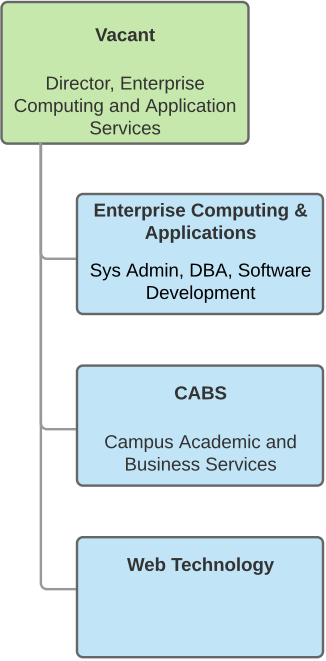 Vacant
Director, Enterprise
Computing and Application
Services
Enterprise Computing &
Applications
Sys Admin, DBA, Software
Development
CABS
Campus Academic and
Business Services
Web Technology